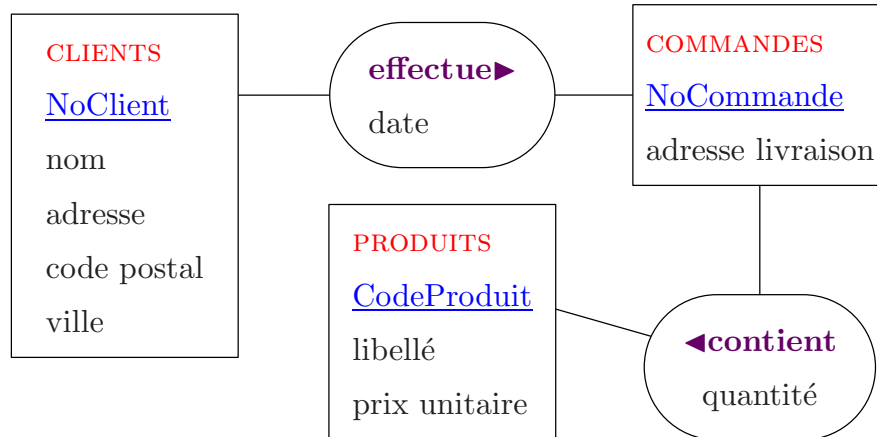 CLIENTS
NoClient
nom
adresse
code postal
ville
effectue▶
date
COMMANDES
NoCommande
adresse livraison
PRODUITS
CodeProduit
libellé
prix unitaire
◀contient
quantité